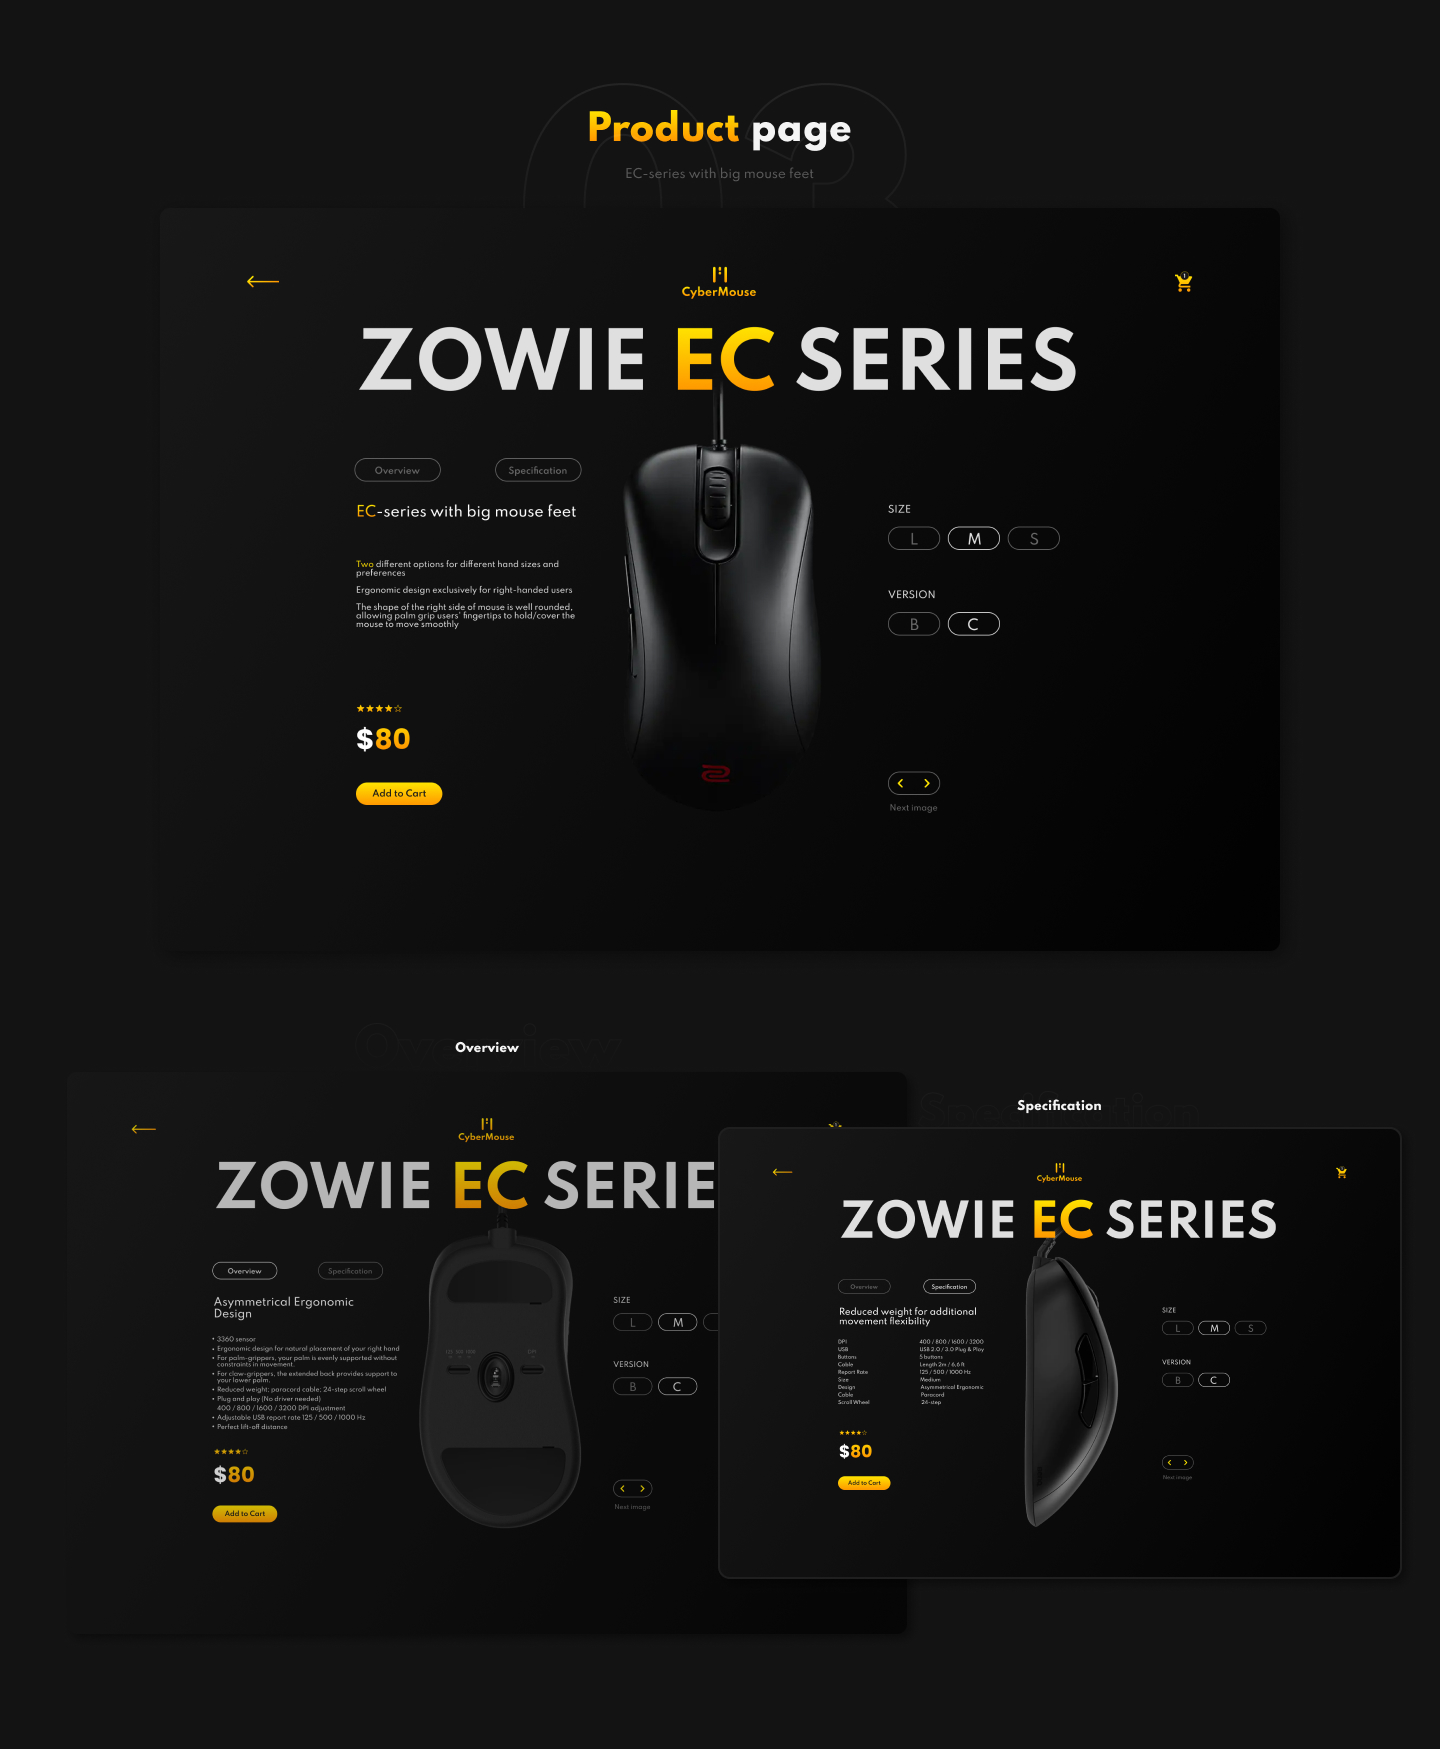 03
Product page
EC-series with big mouse feet
CyberMouse
ZOWIE EC SERIES
Overview
Specification
EC-series with big mouse feet
Two different options for different hand sizes and
preferences
Ergonomic design exclusively for right-handed users
The shape of the right side of mouse is well rounded,
allowing palm grip users' fingertips to hold/cover the
mouse to move smoothly
$80
Add to Cart
SIZE
L M S
VERSION
B C
Next image
Overview
Overview
CyberMouse
ZOWIE EC SERIE
Overview
Specification
Asymmetrical Ergonomic
Design
• 3360 sensor
• Ergonomic design for natural placement of your right hand
• For palm-grippers, your palm is evenly supported without
constraints in movement.
• For claw-grippers, the extended back provides support to
your lower palm.
• Reduced weight; paracord cable; 24-step scroll wheel
• Plug and play (No driver needed)
400 / 800 / 1600 / 3200 DPI adjustment
• Adjustable USB report rate 125 / 500 / 1000 Hz
• Perfect lift-off distance
$80
Add to Cart
125 500 1000
DPI
SIZE
L M
VERSION
B C
Next image
Specification
Specification
CyberMouse
ZOWIE EC SERIES
Overview
Specification
Reduced weight for additional
movement flexibility
DPI 400 / 800 / 1600 / 3200
USB USB 2.0 / 3.0 Plug & Play
Buttons 5 buttons
Cable Length 2m / 6,6 ft
Report Rate 125 / 500 / 1000 Hz
Size Medium
Design Asymmetrical Ergonomic
Cable Paracord
Scroll Wheel 24-step
$80
Add to Cart
SIZE
L M S
VERSION
B C
Next image